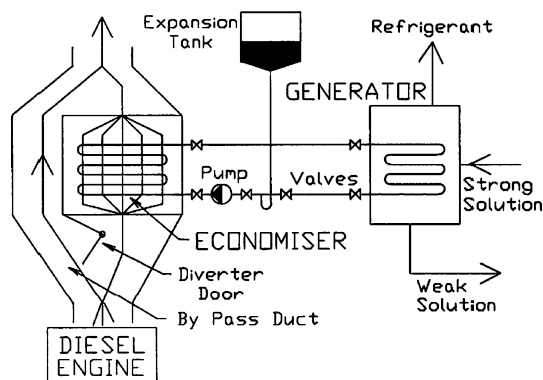 Expansion
Tank
Refrigerant
GENERATOR
Pump
Valves
Strong
Solution
ECONOMISER
Diverter
Door
Weak
Solution
By Pass Duct
DIESEL
ENGINE